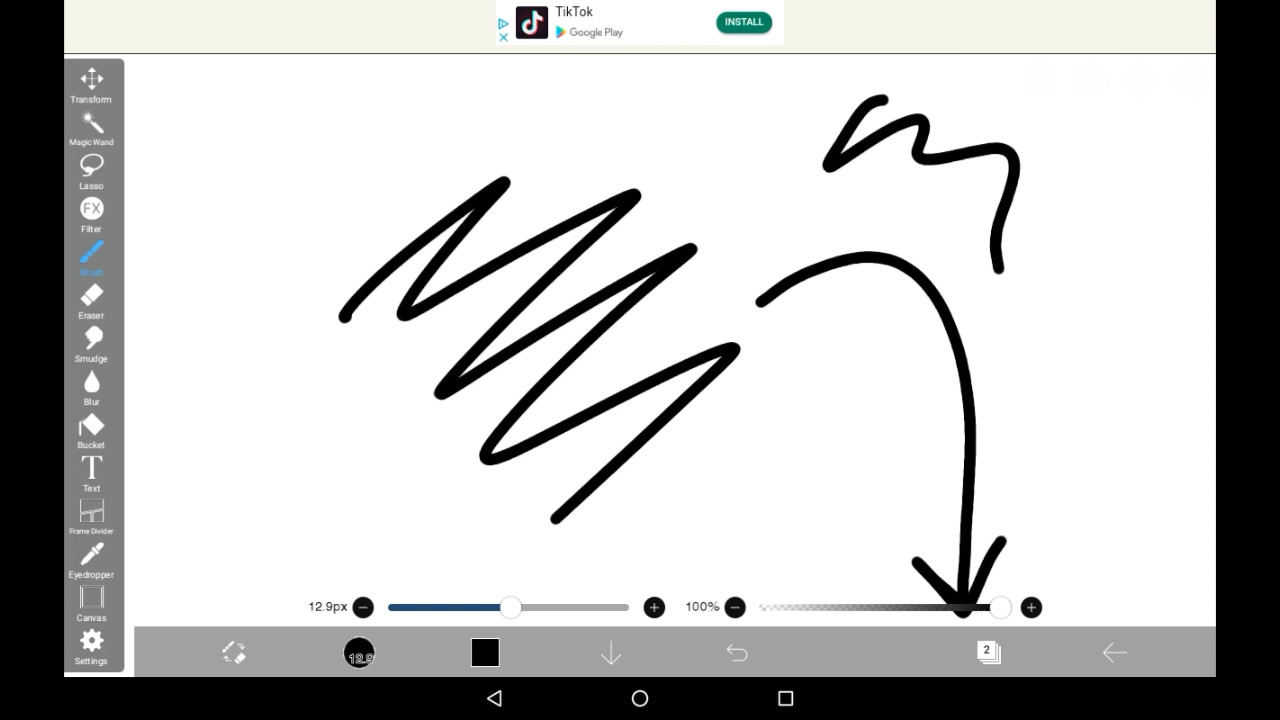 TikTok
Google Play
INSTALL
Transform
Magic Wand
Lasso
FX
Filter
Brush
Eraser
Smudge
Blur
Bucket
T
Text
Frame Divider
Eyedropper
Canvas
Settings
12.9px
100%
12.9
2